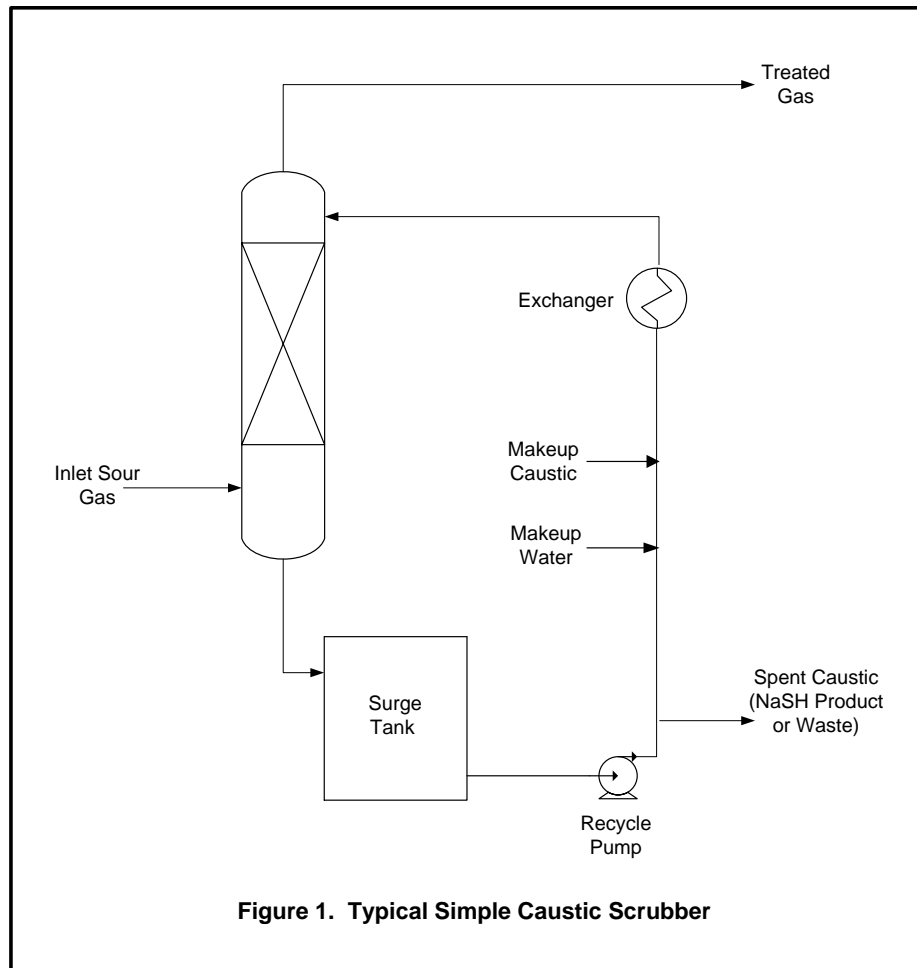 Treated
Gas
Exchanger
Makeup
Caustic
Inlet Sour
Gas
Makeup
Water
Surge
Tank
Spent Caustic
(NaSH Product
or Waste)
Recycle
Pump
Figure 1. Typical Simple Caustic Scrubber